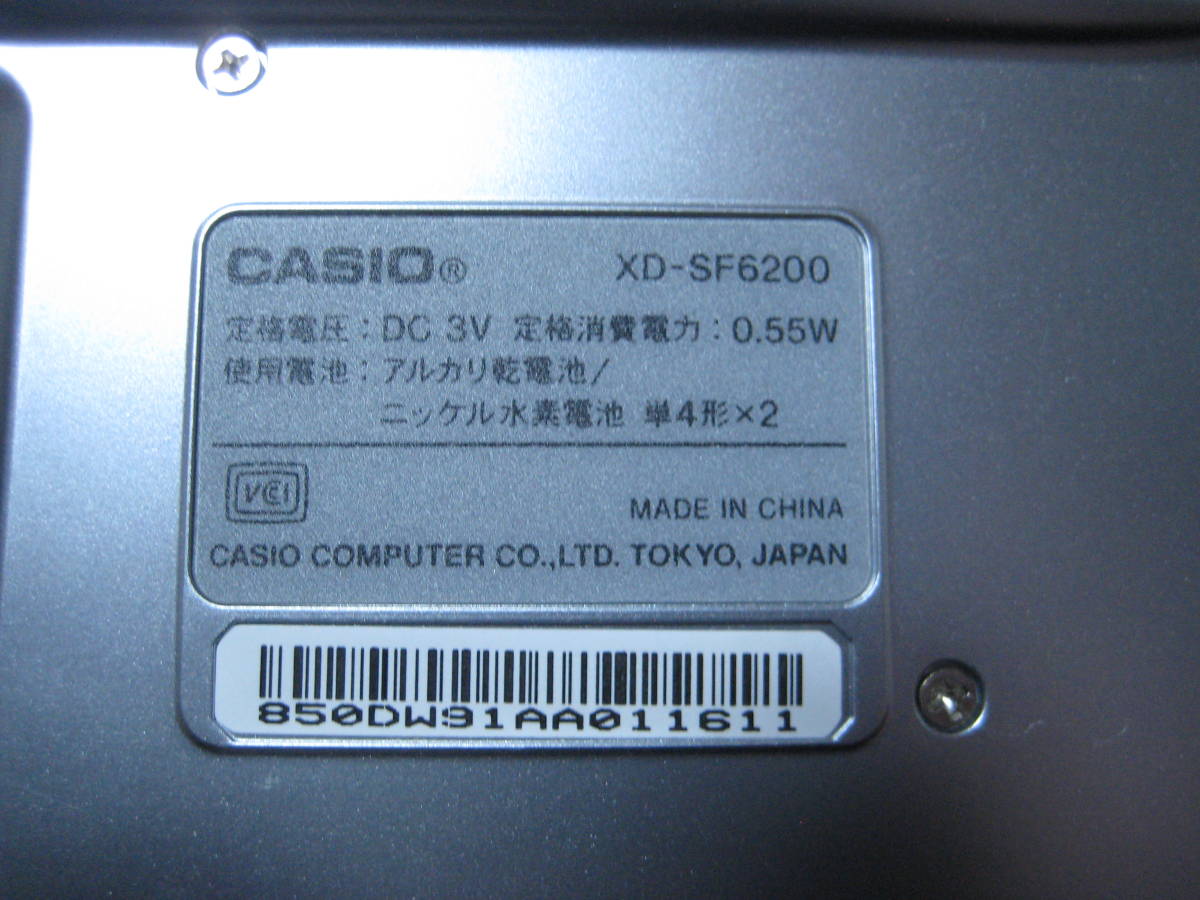 CASIO® XD-SF6200
定格電圧：DC 3V 定格消費電力：0.55W
使用電池：アルカリ乾電池/
ニッケル水素電池 単4形×2
VCI
MADE IN CHINA
CASIO COMPUTER CO.,LTD. TOKYO, JAPAN
850DW91AA011611